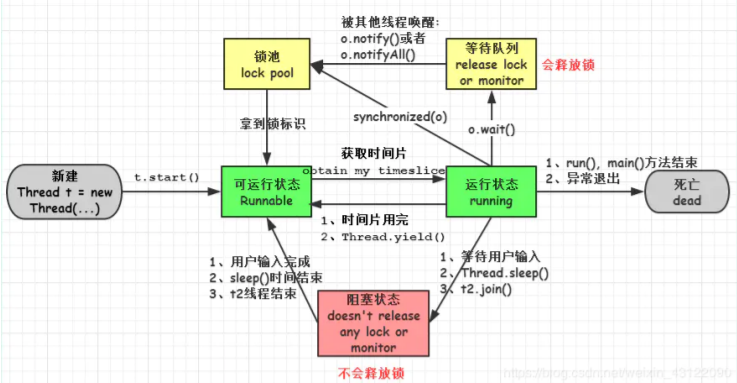 被其他线程唤醒：
o.notify()或者
o.notifyAll()
锁池
lock pool
等待队列
release lock
or monitor
会释放锁
synchronized(o)
o.wait()
拿到锁标识
获取时间片
obtain my timeslice
新建
Thread t = new
Thread(...)
t.start()
可运行状态
Runnable
运行状态
running
1、run(), main()方法结束
2、异常退出
死亡
dead
1、时间片用完
2、Thread.yield()
1、用户输入完成
2、sleep()时间结束
3、t2线程结束
1、等待用户输入
2、Thread.sleep()
3、t2.join()
阻塞状态
doesn't release
any lock or
monitor
不会释放锁
https://blog.csdn.net/weixin_43122090